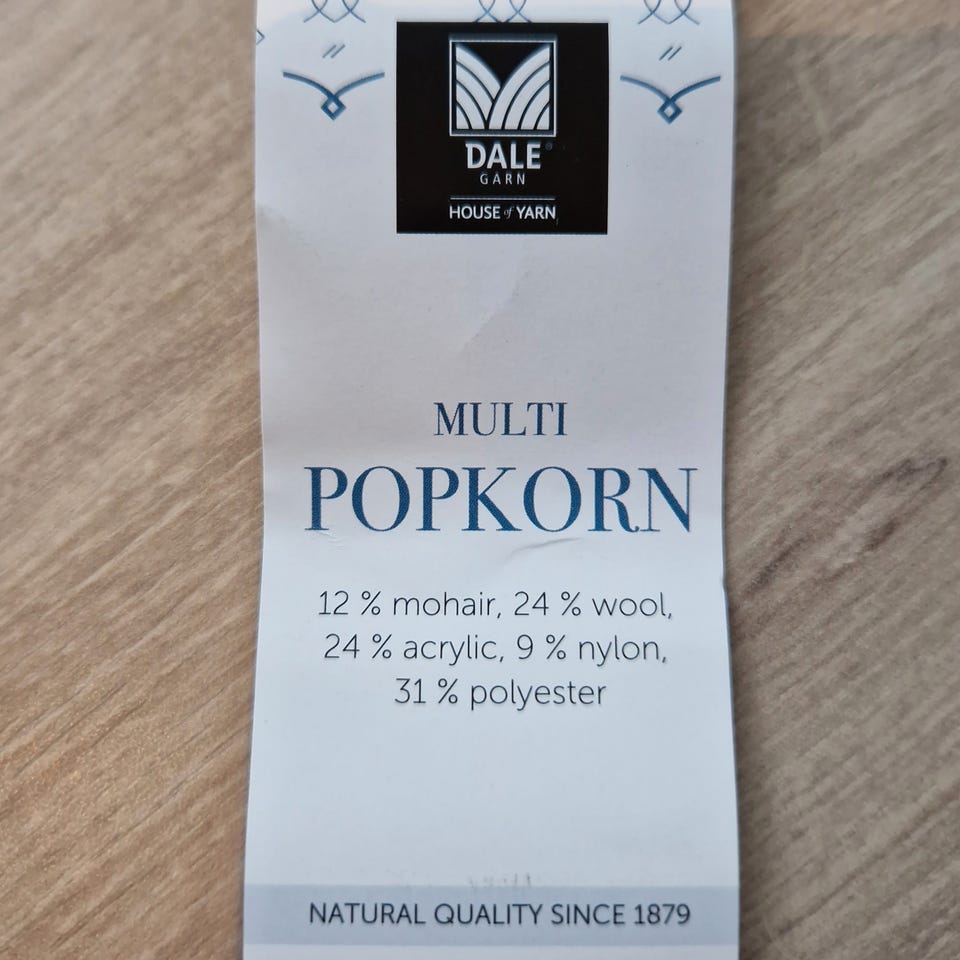 DALE®
GARN
HOUSE of YARN
MULTI
POPKORN
12 % mohair, 24 % wool,
24 % acrylic, 9 % nylon,
31 % polyester
NATURAL QUALITY SINCE 1879